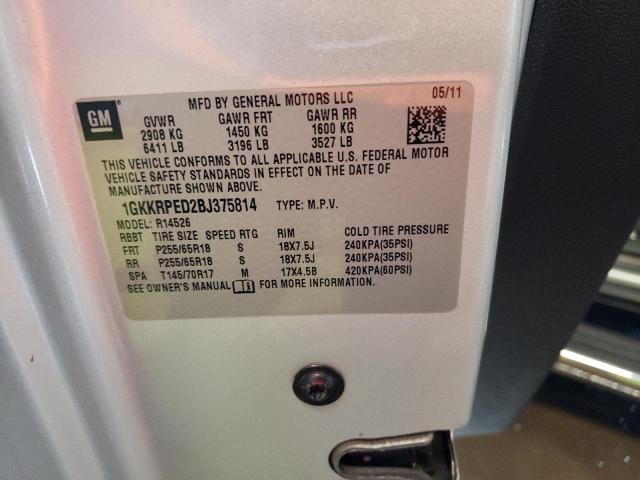 MFD BY GENERAL MOTORS LLC 05/11
GM GVWR GAWR FRT GAWR RR
2908 KG 1450 KG 1600 KG
6411 LB 3196 LB 3527 LB
THIS VEHICLE CONFORMS TO ALL APPLICABLE U.S. FEDERAL MOTOR
VEHICLE SAFETY STANDARDS IN EFFECT ON THE DATE OF
MANUFACTURE SHOWN ABOVE.
1GKKRPED2BJ375814 TYPE: M.P.V.
MODEL: R14526
RBBT TIRE SIZE SPEED RTG RIM COLD TIRE PRESSURE
FRT P255/65R18 S 18X7.5J 240KPA(35PSI)
RR P255/65R18 S 18X7.5J 240KPA(35PSI)
SPA T145/70R17 M 17X4.5B 420KPA(60PSI)
SEE OWNER'S MANUAL FOR MORE INFORMATION.